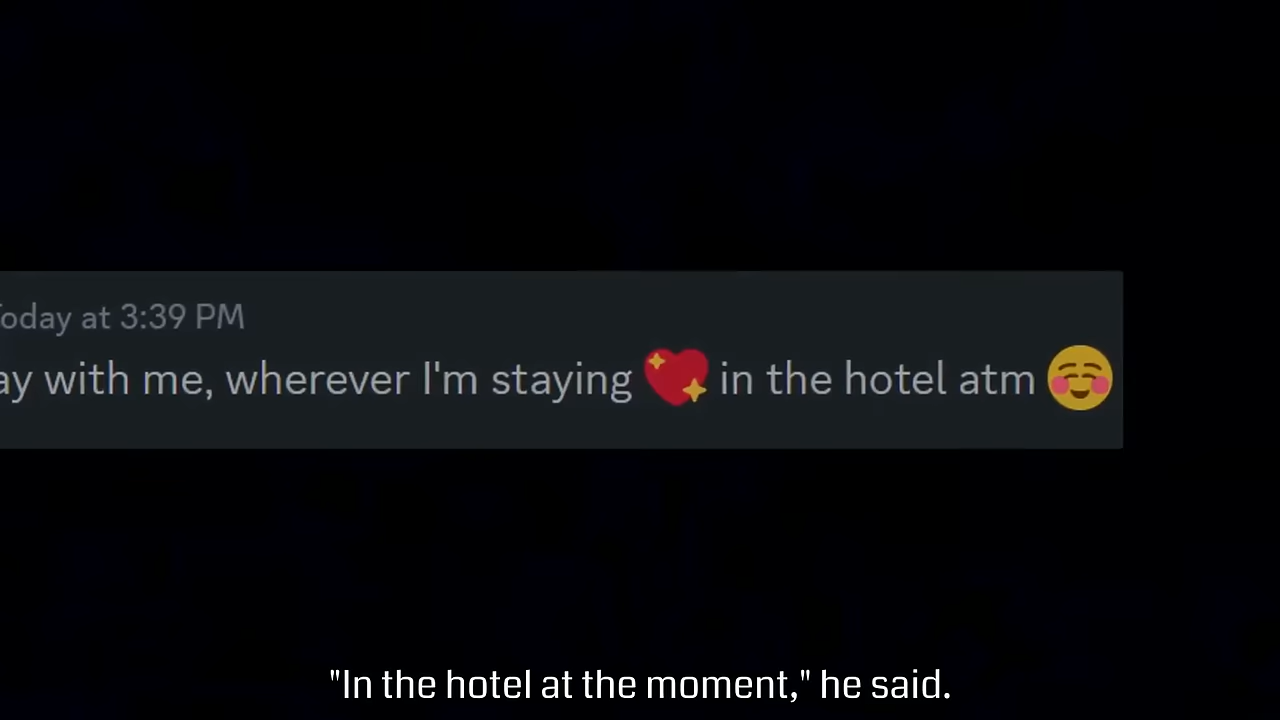 Today at 3:39 PM
ay with me, wherever I'm staying 💖 in the hotel atm ☺️
"In the hotel at the moment," he said.